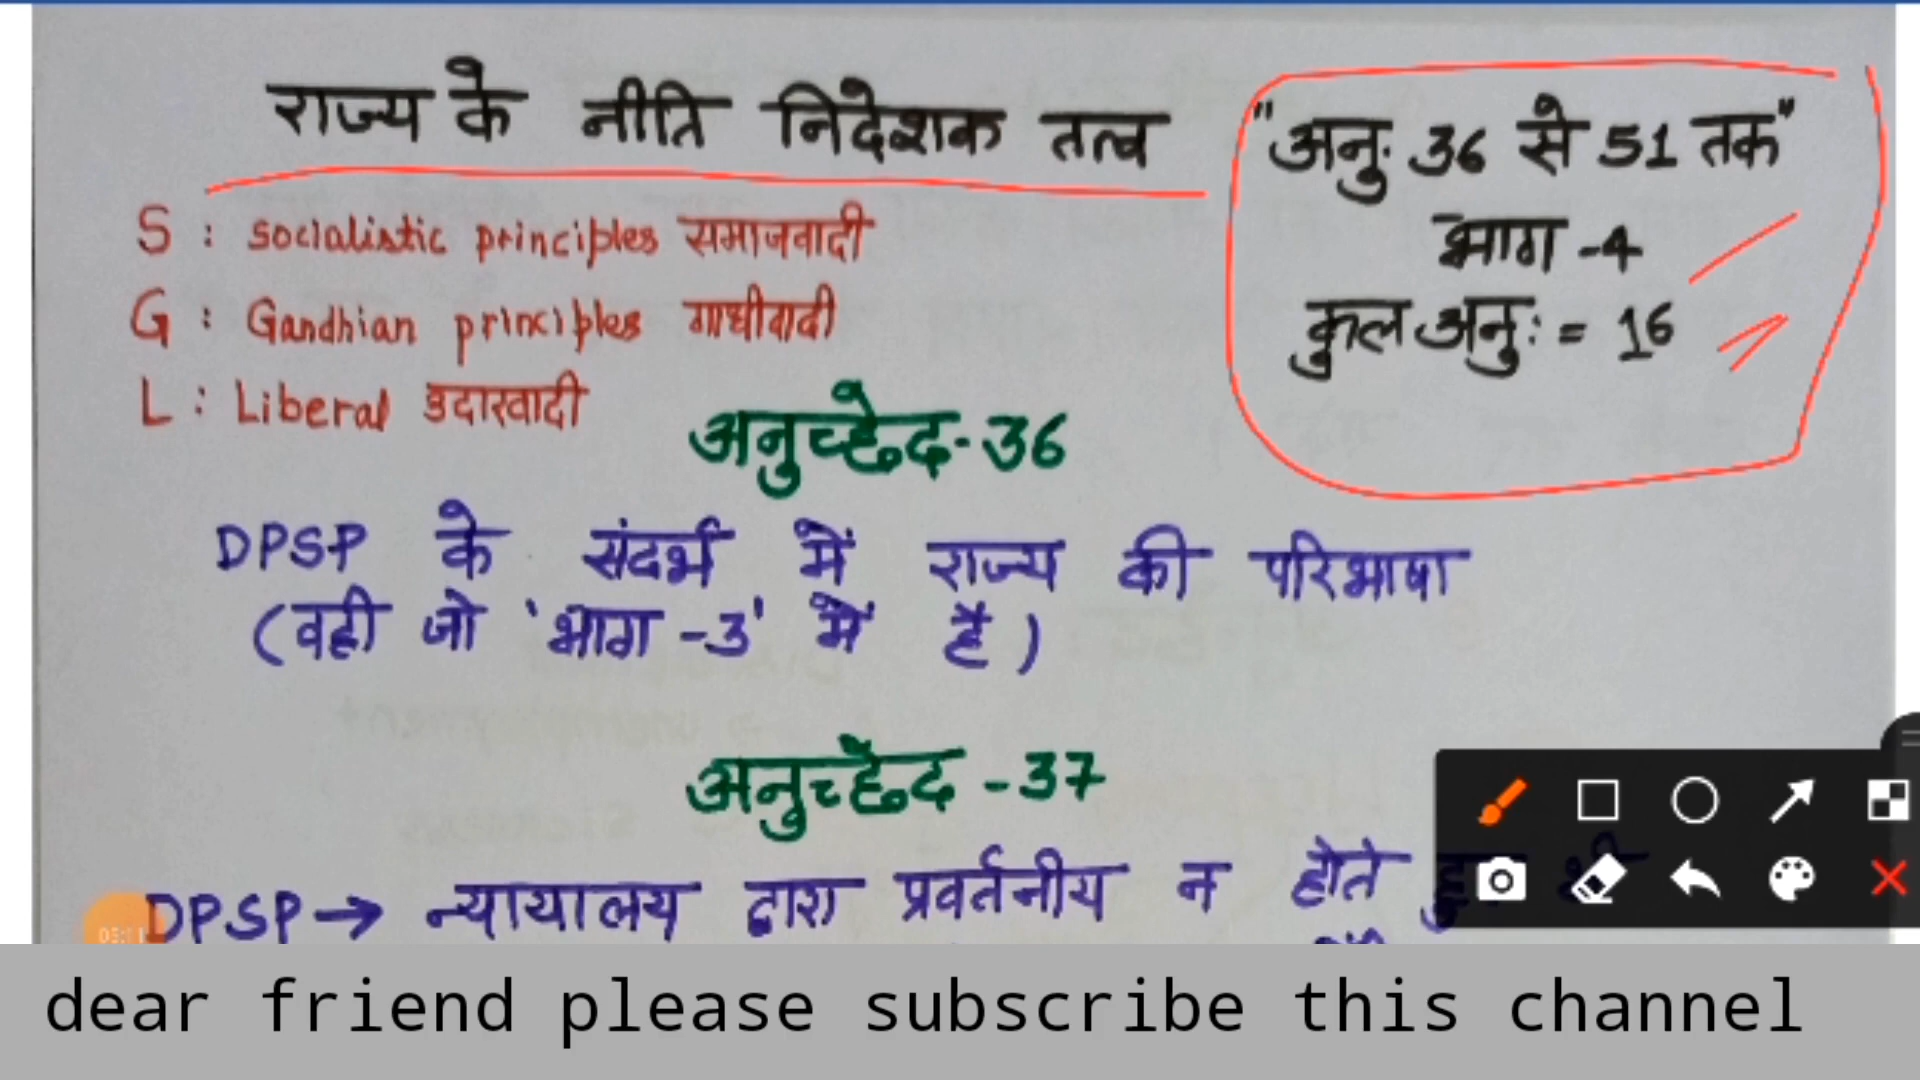 राज्य के नीति निदेशक तत्व
"अनु: 36 से 51 तक"
भाग -4
कुल अनु: = 16
S : Socialistic principles समाजवादी
G : Gandhian principles गाधीवादी
L : Liberal उदारवादी
अनुच्छेद-36
DPSP के संदर्भ में राज्य की परिभाषा
(वही जो 'भाग -3' में है)
अनुच्छेद -37
DPSP → न्यायालय द्वारा प्रवर्तनीय न होते
dear friend please subscribe this channel